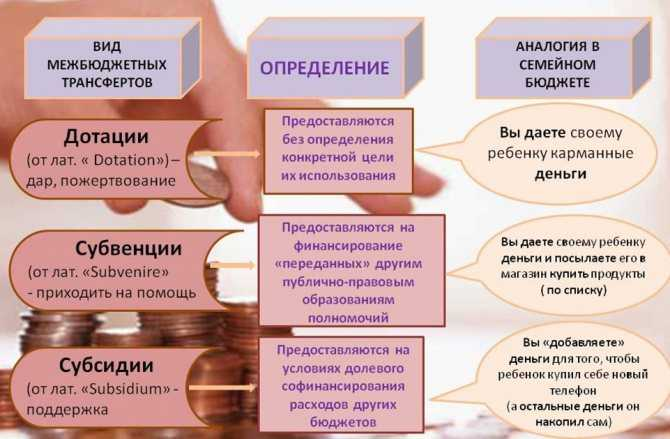 ВИД
МЕЖБЮДЖЕТНЫХ
ТРАНСФЕРТОВ
ОПРЕДЕЛЕНИЕ
АНАЛОГИЯ В
СЕМЕЙНОМ
БЮДЖЕТЕ
Дотации
(от лат. « Dotation») –
дар, пожертвование
Предоставляются
без определения
конкретной цели
их использования
Вы даете своему
ребенку карманные
деньги
Субвенции
(от лат. «Subvenire»
- приходить на помощь
Предоставляются на
финансирование
«переданных» другим
публично-правовым
образованиям
полномочий
Вы даете своему ребенку
деньги и посылаете его в
магазин купить продукты
( по списку)
Субсидии
(от лат. «Subsidium» -
поддержка
Предоставляются на
условиях долевого
софинансирования
расходов других
бюджетов
Вы «добавляете»
деньги для того, чтобы
ребенок купил себе новый
телефон
(а остальные деньги он
накопил сам)